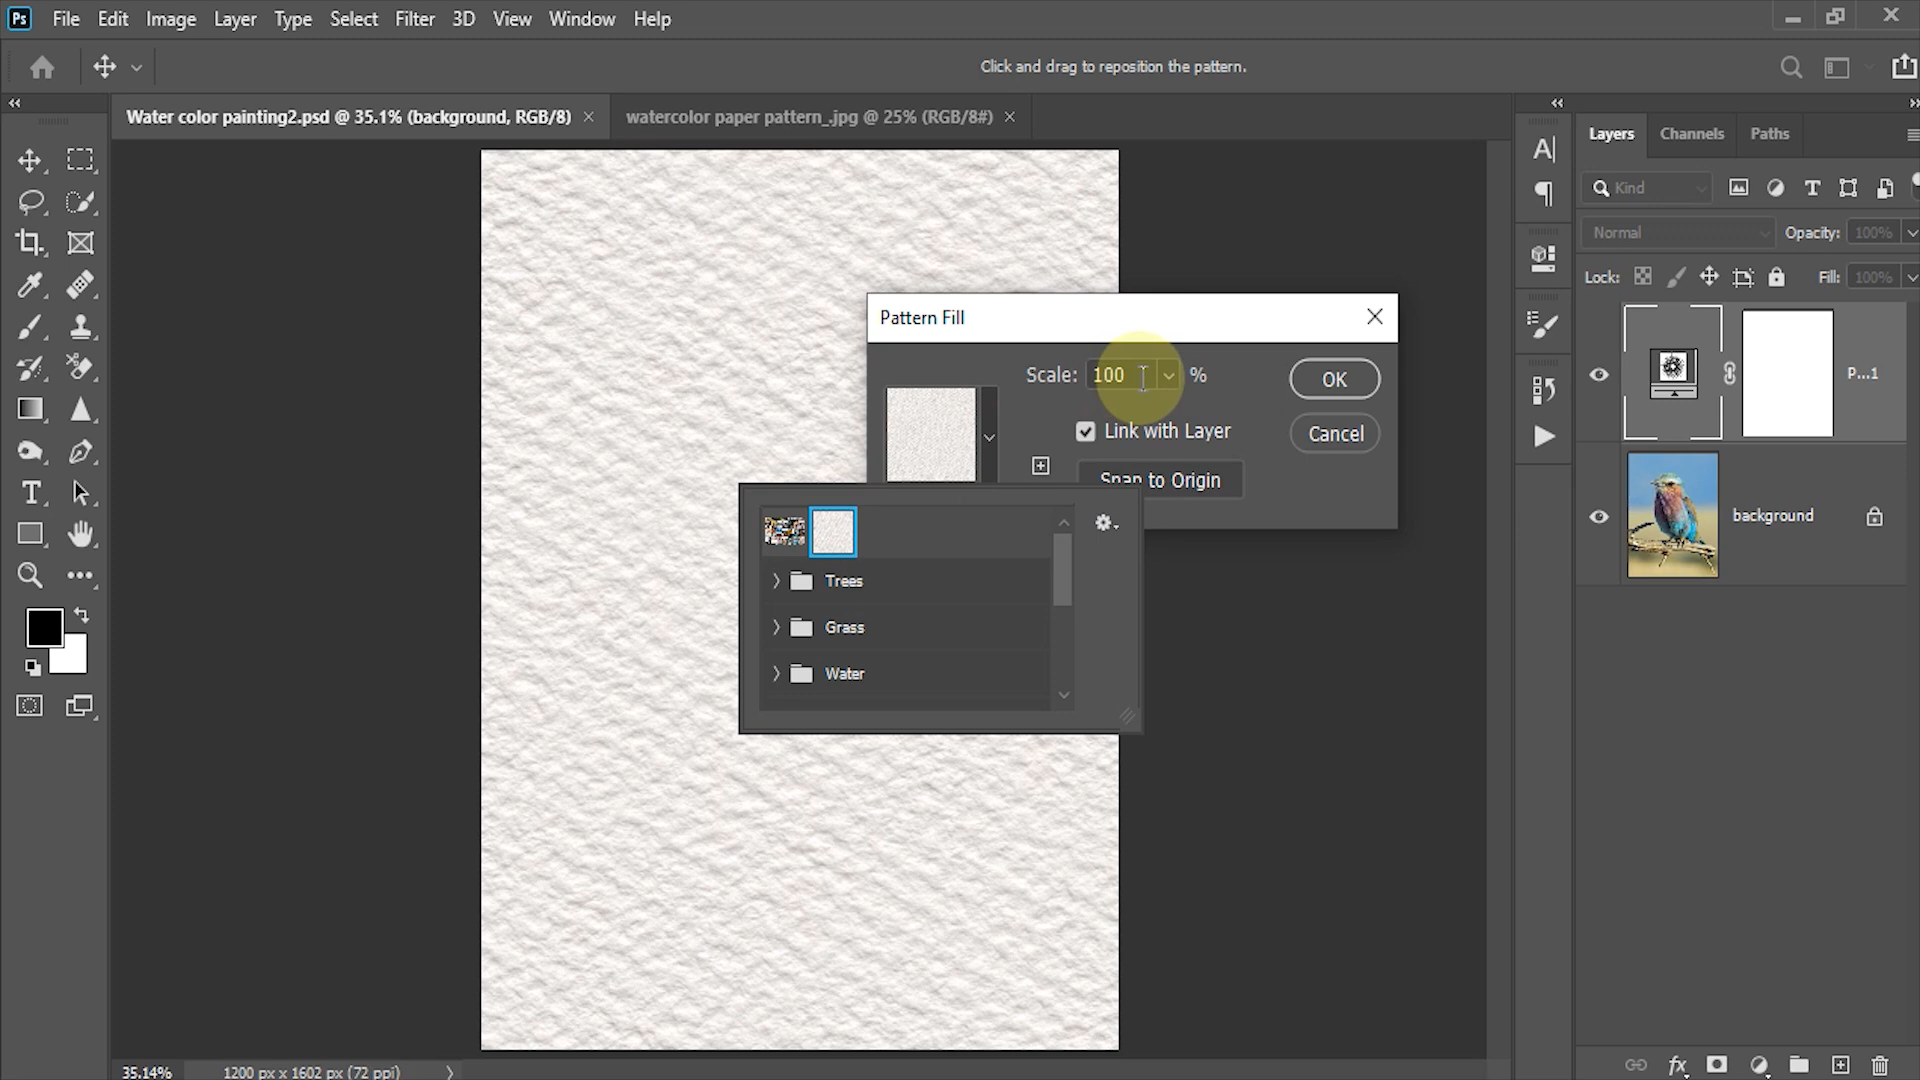 Ps File Edit Image Layer Type Select Filter 3D View Window Help
Click and drag to reposition the pattern.
Water color painting2.psd @ 35.1% (background, RGB/8) × watercolor paper pattern_.jpg @ 25% (RGB/8#) ×
Layers Channels Paths
Kind
Normal Opacity: 100%
Lock: Fill: 100%
Pattern Fill
Scale: 100 %
OK
Link with Layer
Cancel
Snap to Origin
P...1
background
Trees
Grass
Water
35.14% 1200 px x 1602 px (72 ppi)